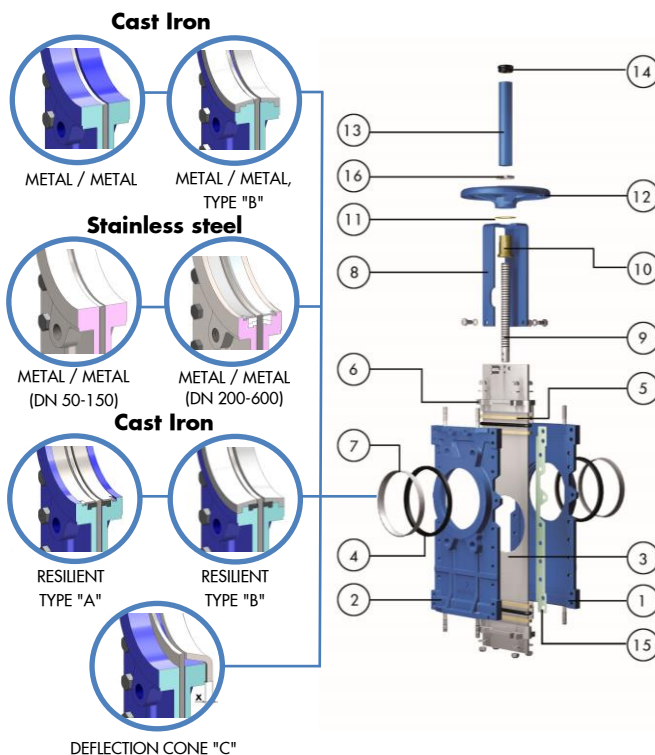 Cast Iron
METAL / METAL
METAL / METAL,
TYPE "B"
Stainless steel
METAL / METAL
(DN 50-150)
METAL / METAL
(DN 200-600)
Cast Iron
RESILIENT
TYPE "A"
RESILIENT
TYPE "B"
x
DEFLECTION CONE "C"
14
13
16
12
11
8
10
9
6
5
7
4
3
2
1
15